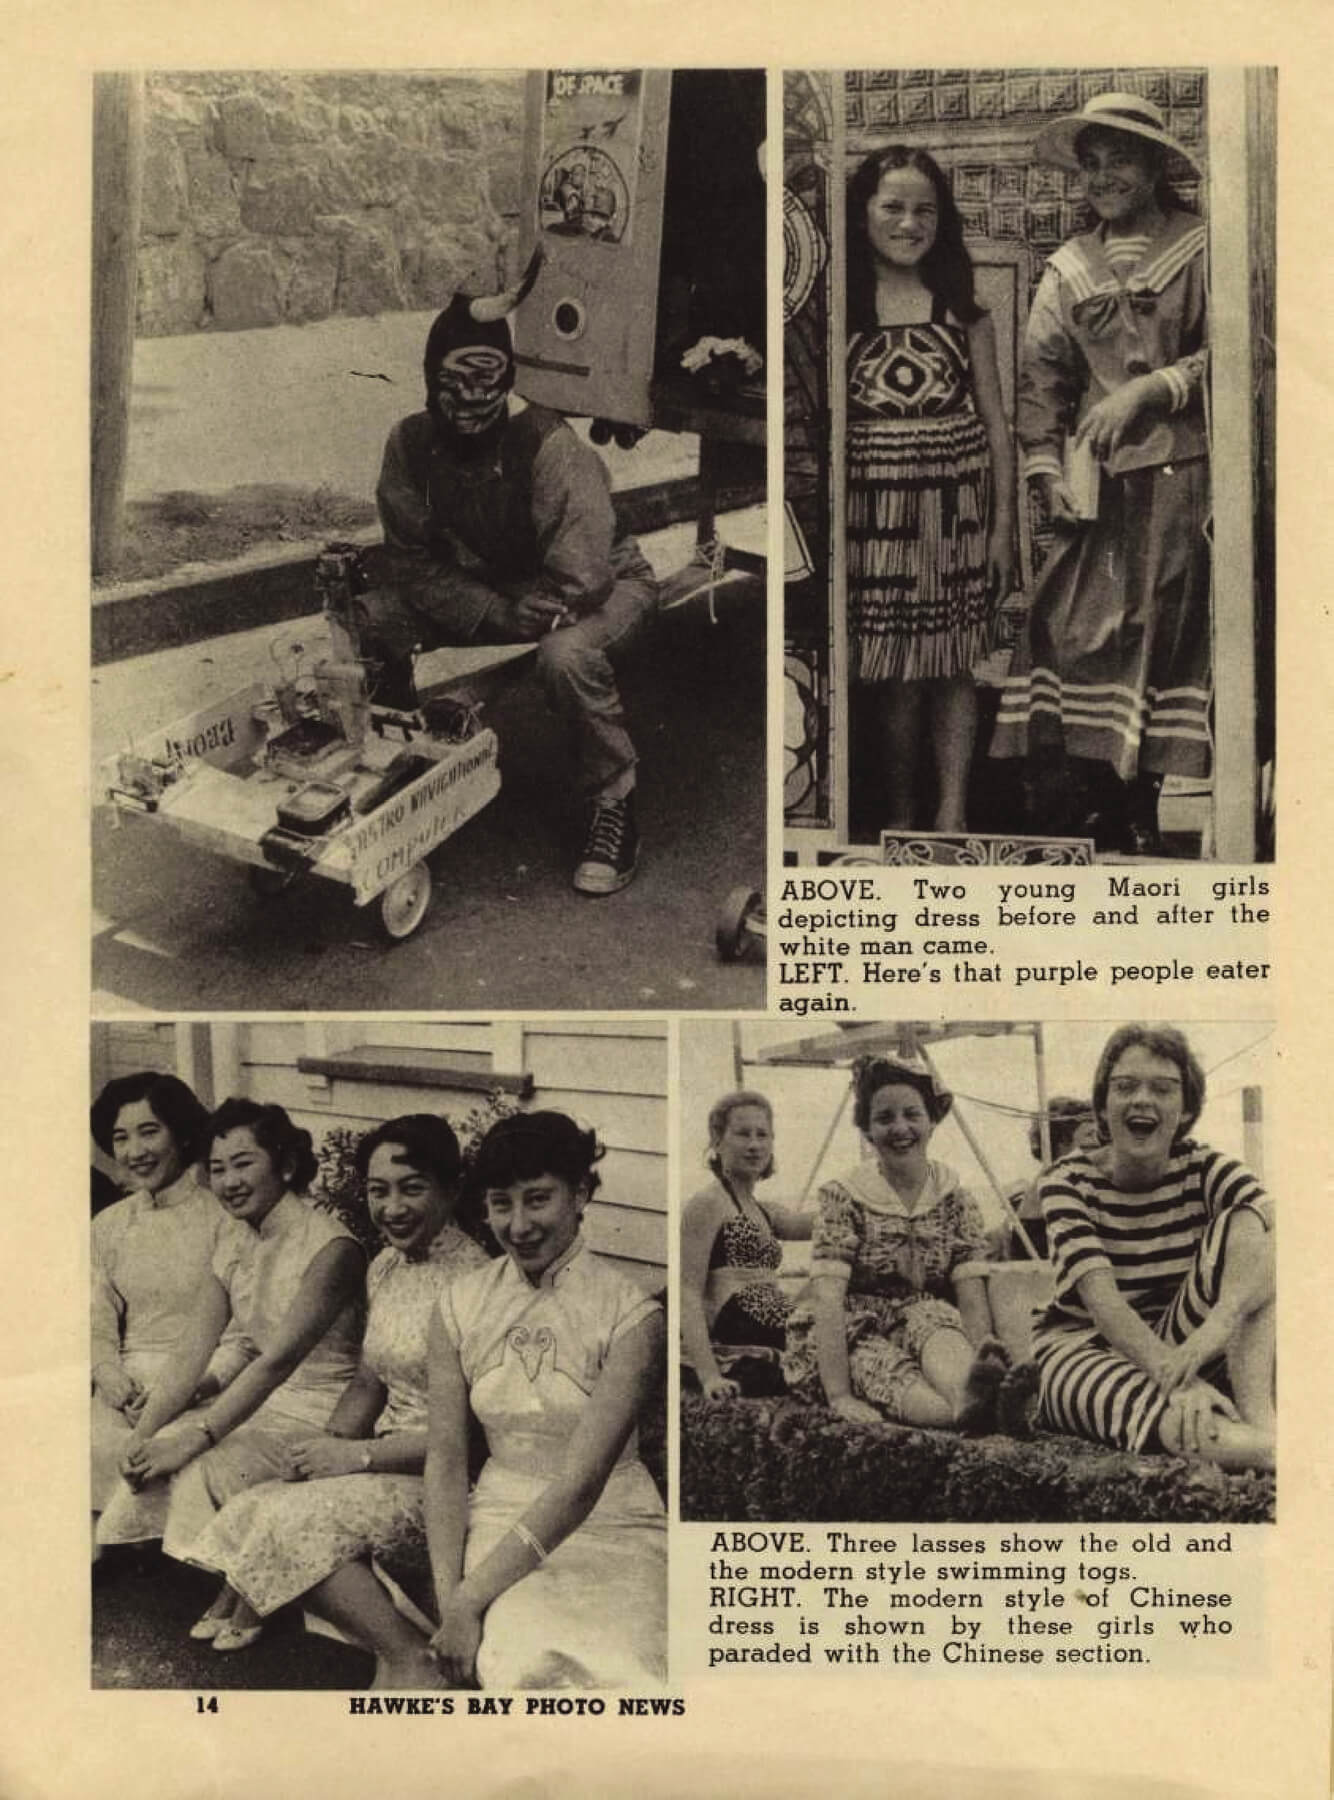 OF SPACE
PROM
ASTRO NAVIGATIONAL
COMPUTER
ABOVE. Two young Maori girls
depicting dress before and after the
white man came.
LEFT. Here's that purple people eater
again.
ABOVE. Three lasses show the old and
the modern style swimming togs.
RIGHT. The modern style of Chinese
dress is shown by these girls who
paraded with the Chinese section.
14 HAWKE'S BAY PHOTO NEWS